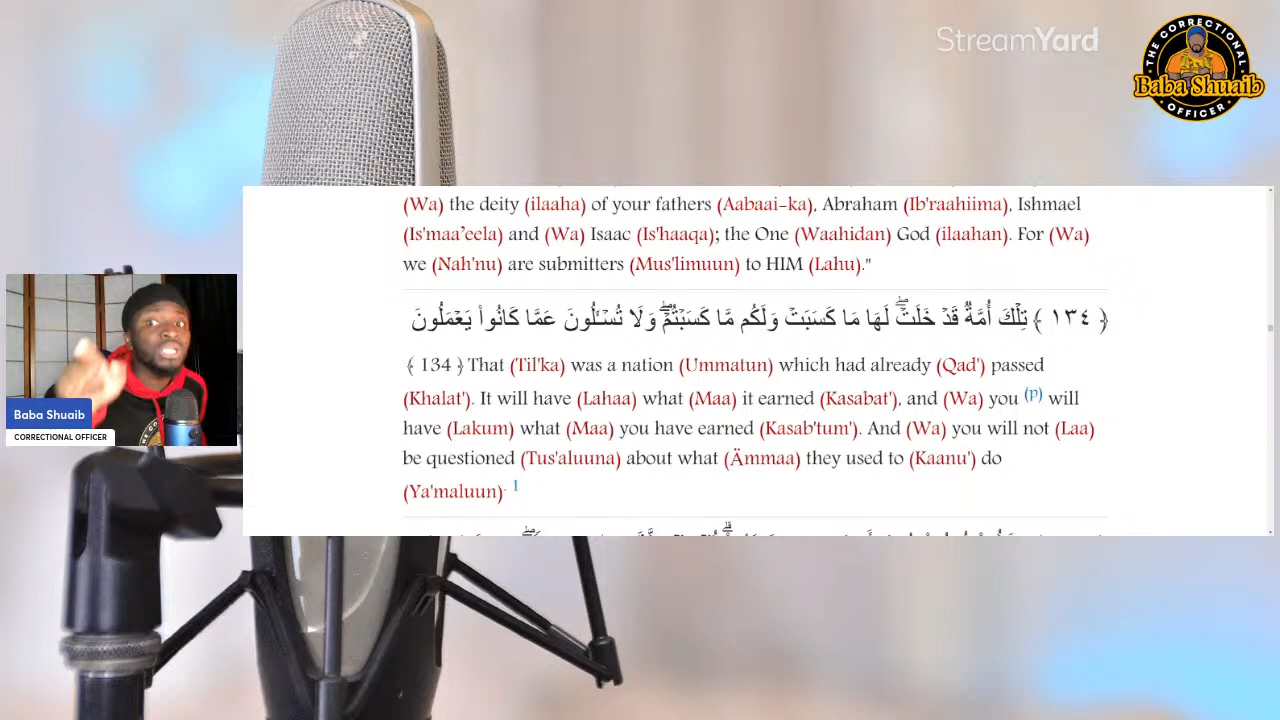 StreamYard
THE CORRECTIONAL
Baba Shuaib
OFFICER
(Wa) the deity (ilaaha) of your fathers (Aabaai-ka), Abraham (Ib'raahiima), Ishmael
(Is'maa’eela) and (Wa) Isaac (Is'haaqa); the One (Waahidan) God (ilaahan). For (Wa)
we (Nah'nu) are submitters (Mus'limuun) to HIM (Lahu)."
﴿ ١٣٤ ﴾ تِلْكَ أُمَّةٌ قَدْ خَلَتْ ۖ لَهَا مَا كَسَبَتْ وَلَكُم مَّا كَسَبْتُمْ ۖ وَلَا تُسْـَٔلُونَ عَمَّا كَانُوا۟ يَعْمَلُونَ
﴾ 134 ﴿ That (Til'ka) was a nation (Ummatun) which had already (Qad') passed
(Khalat'). It will have (Lahaa) what (Maa) it earned (Kasabat'), and (Wa) you (p) will
have (Lakum) what (Maa) you have earned (Kasab'tum'). And (Wa) you will not (Laa)
be questioned (Tus'aluuna) about what (Ämmaa) they used to (Kaanu') do
(Ya'maluun). 1
Baba Shuaib
CORRECTIONAL OFFICER